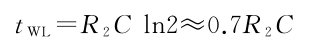 t_WL = R₂C ln2 ≈ 0.7R₂C